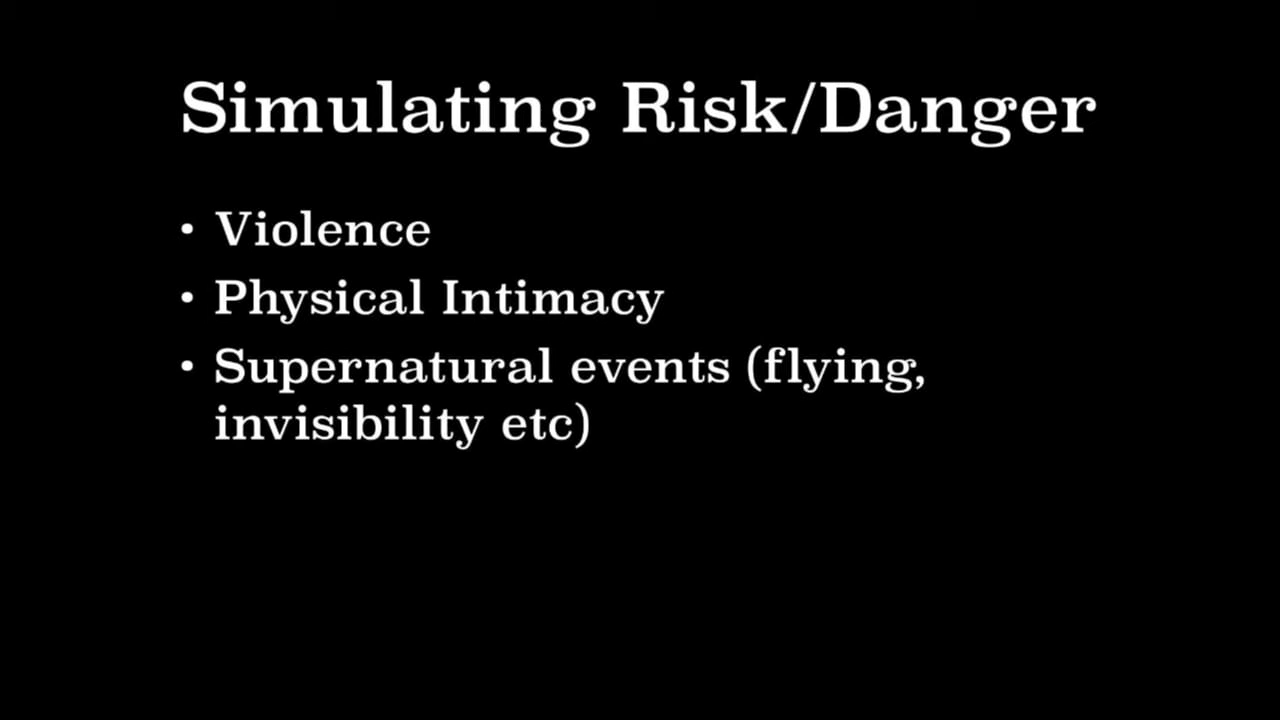 Simulating Risk/Danger
• Violence
• Physical Intimacy
• Supernatural events (flying,
invisibility etc)